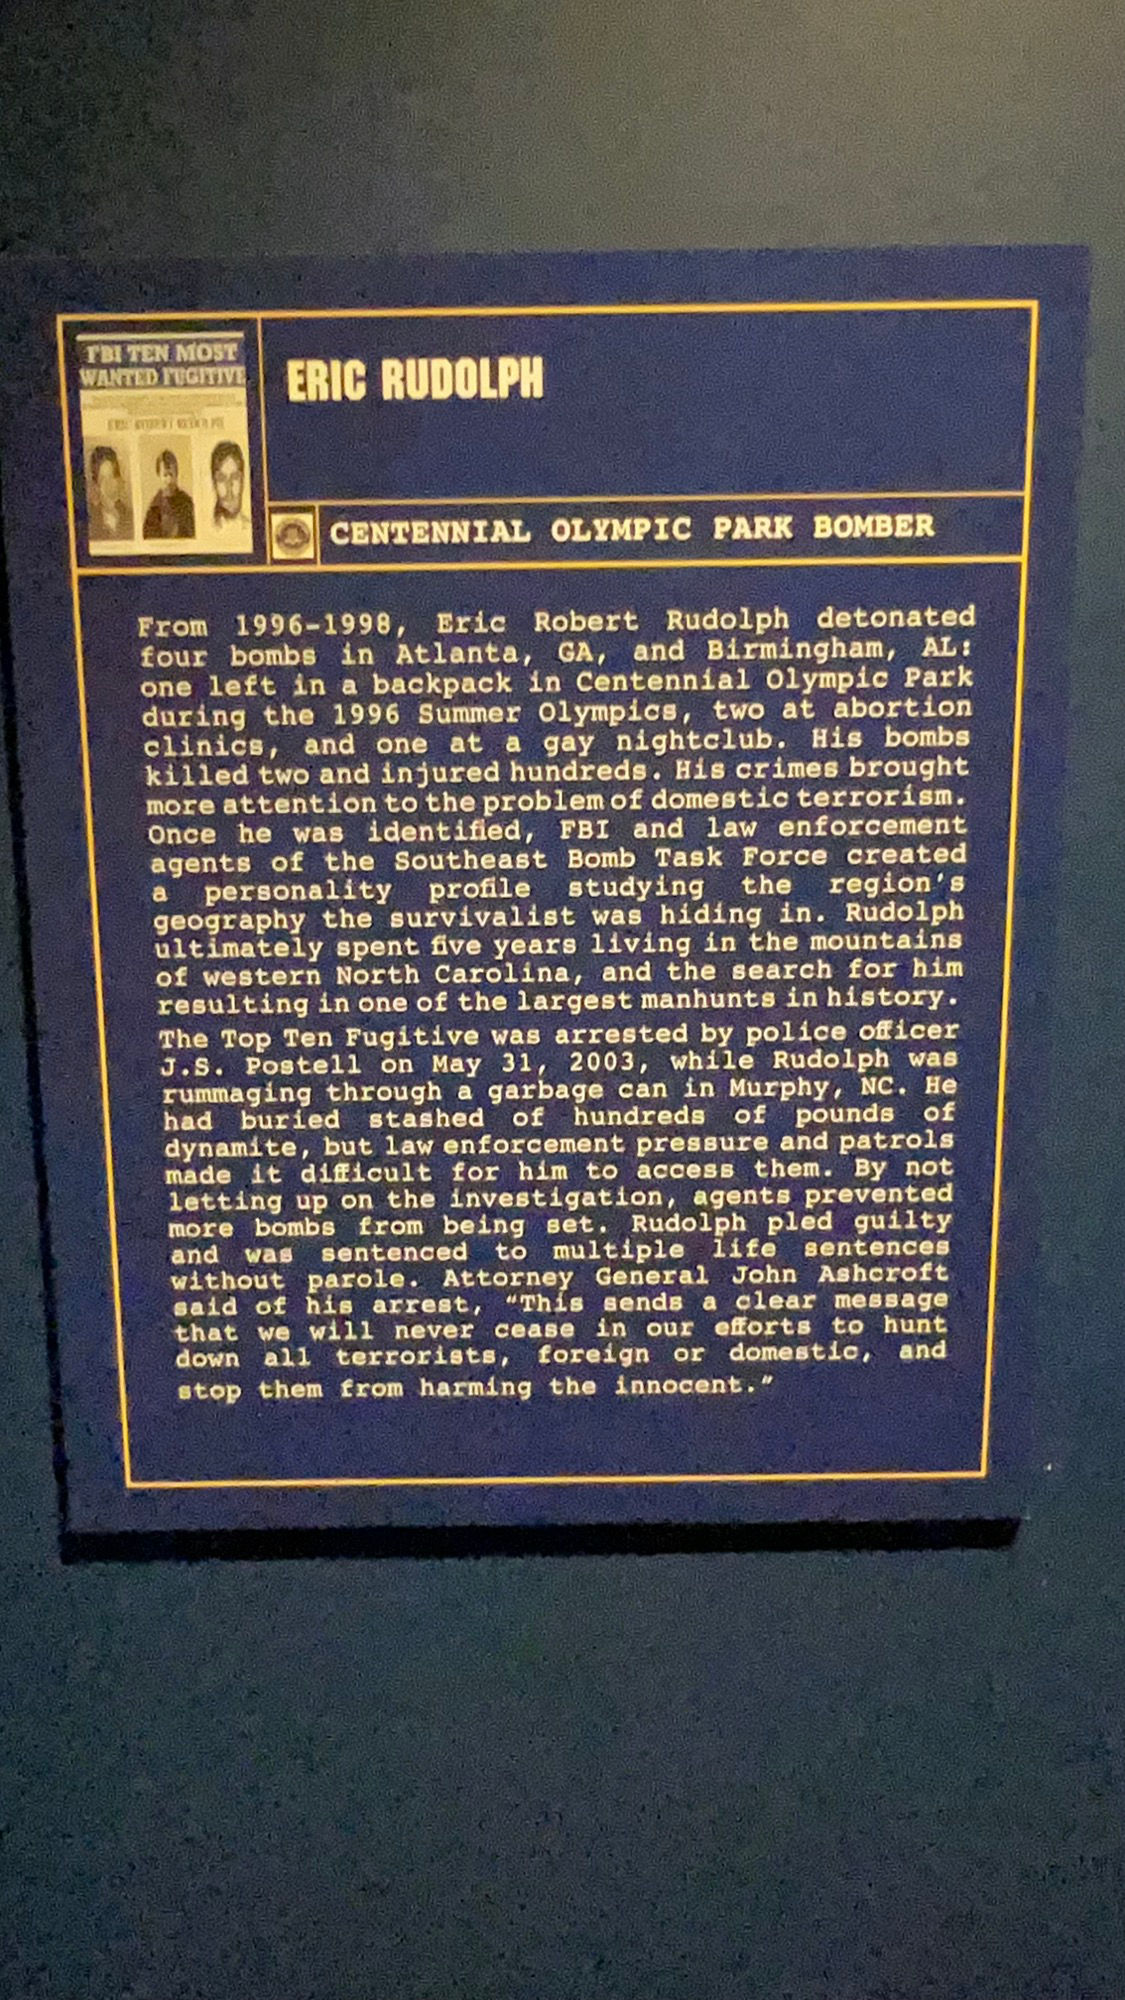 FBI TEN MOST
WANTED FUGITIVE
ERIC ROBERT RUDOLPH
ERIC RUDOLPH
CENTENNIAL OLYMPIC PARK BOMBER
From 1996-1998, Eric Robert Rudolph detonated
four bombs in Atlanta, GA, and Birmingham, AL:
one left in a backpack in Centennial Olympic Park
during the 1996 Summer Olympics, two at abortion
clinics, and one at a gay nightclub. His bombs
killed two and injured hundreds. His crimes brought
more attention to the problem of domestic terrorism.
Once he was identified, FBI and law enforcement
agents of the Southeast Bomb Task Force created
a personality profile studying the region's
geography the survivalist was hiding in. Rudolph
ultimately spent five years living in the mountains
of western North Carolina, and the search for him
resulting in one of the largest manhunts in history.
The Top Ten Fugitive was arrested by police officer
J.S. Postell on May 31, 2003, while Rudolph was
rummaging through a garbage can in Murphy, NC. He
had buried stashed of hundreds of pounds of
dynamite, but law enforcement pressure and patrols
made it difficult for him to access them. By not
letting up on the investigation, agents prevented
more bombs from being set. Rudolph pled guilty
and was sentenced to multiple life sentences
without parole. Attorney General John Ashcroft
said of his arrest, "This sends a clear message
that we will never cease in our efforts to hunt
down all terrorists, foreign or domestic, and
stop them from harming the innocent."